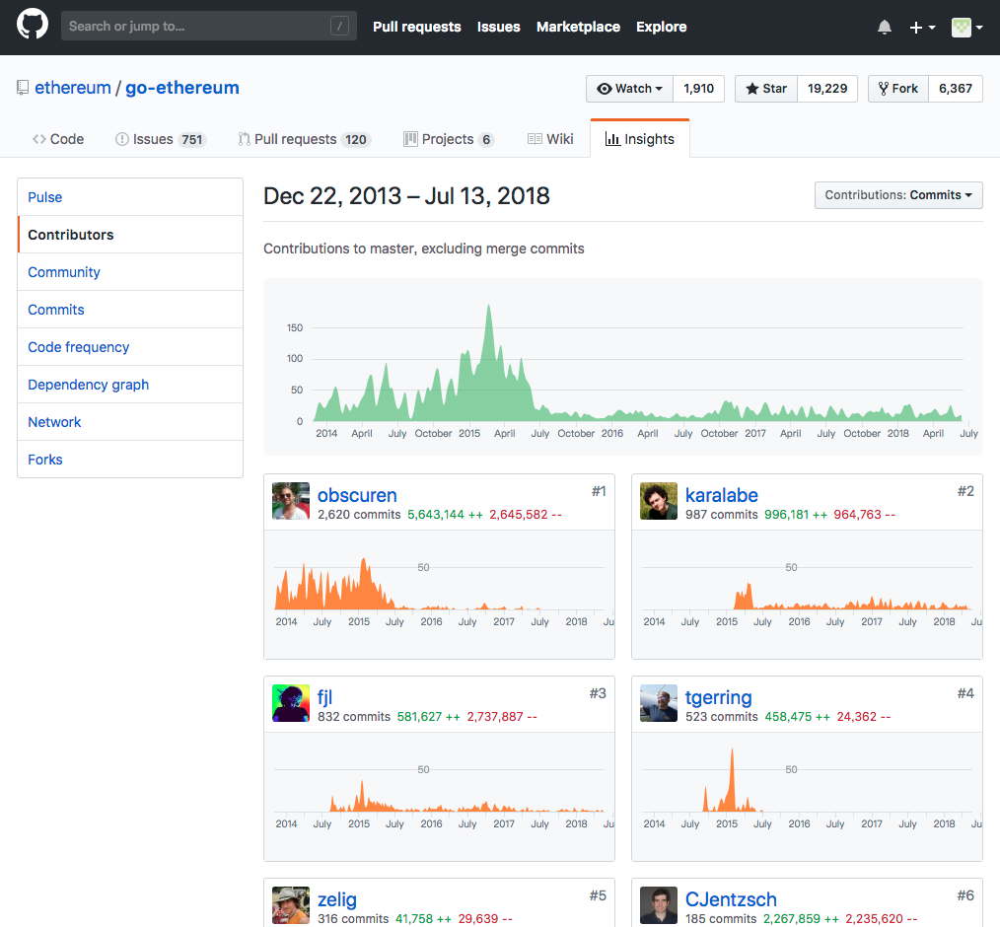 Search or jump to... / Pull requests Issues Marketplace Explore
ethereum / go-ethereum Watch 1,910 Star 19,229 Fork 6,367
Code Issues 751 Pull requests 120 Projects 6 Wiki Insights
Pulse
Contributors
Community
Commits
Code frequency
Dependency graph
Network
Forks
Dec 22, 2013 – Jul 13, 2018 Contributions: Commits
Contributions to master, excluding merge commits
150
100
50
0
2014 April July October 2015 April July October 2016 April July October 2017 April July October 2018 April July
obscuren #1
2,620 commits 5,643,144 ++ 2,645,582 --
50
2014 July 2015 July 2016 July 2017 July 2018 Ju
karalabe #2
987 commits 996,181 ++ 964,763 --
50
2014 July 2015 July 2016 July 2017 July 2018 Ju
fjl #3
832 commits 581,627 ++ 2,737,887 --
50
2014 July 2015 July 2016 July 2017 July 2018 Ju
tgerring #4
523 commits 458,475 ++ 24,362 --
50
2014 July 2015 July 2016 July 2017 July 2018 Ju
zelig #5
316 commits 41,758 ++ 29,639 --
CJentzsch #6
185 commits 2,267,859 ++ 2,235,620 --